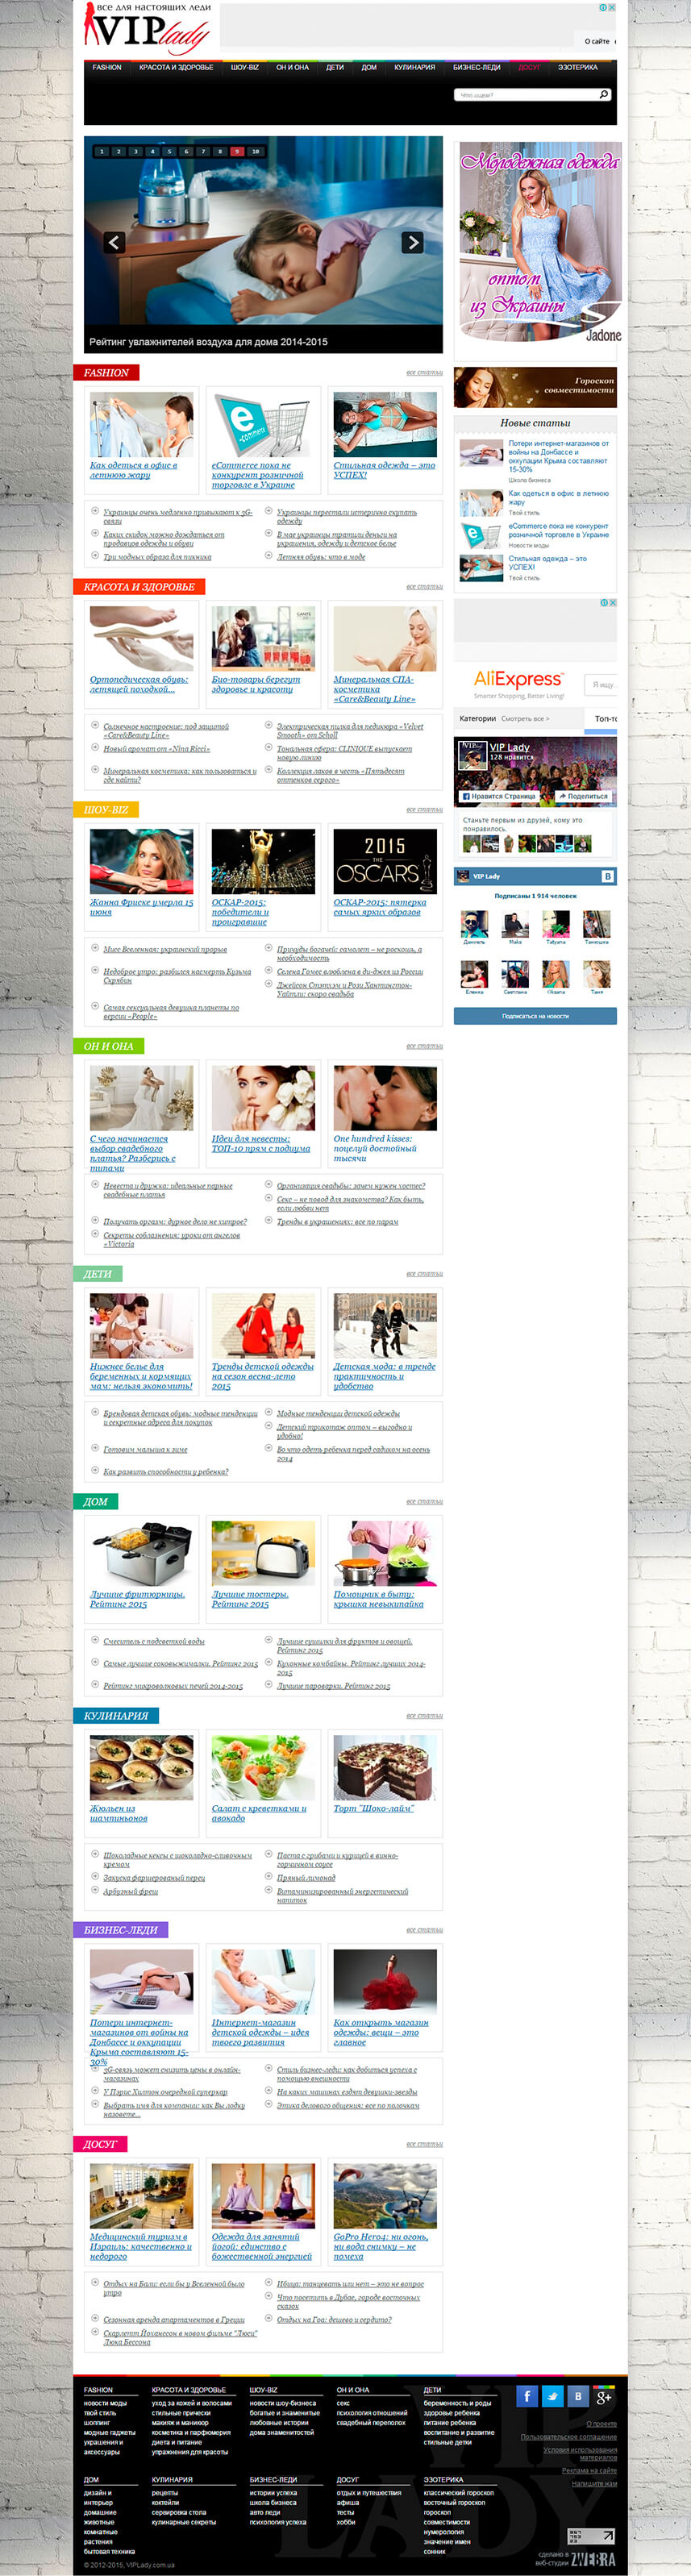 все для настоящих леди
VIPlady
О сайте
FASHION КРАСОТА И ЗДОРОВЬЕ ШОУ-BIZ ОН И ОНА ДЕТИ ДОМ КУЛИНАРИЯ БИЗНЕС-ЛЕДИ ДОСУГ ЭЗОТЕРИКА
Что ищем?
1 2 3 4 5 6 7 8 9 10
Рейтинг увлажнителей воздуха для дома 2014-2015
Молодежная одежда
оптом
из Украины
Jadone
Гороскоп
совместимости
Новые статьи
Потери интернет-магазинов от
войны на Донбассе и
оккупации Крыма составляют
15-30%
Школа бизнеса
Как одеться в офис в летнюю
жару
Твой стиль
eCommerce пока не конкурент
розничной торговле в Украине
Новости моды
Стильная одежда – это
УСПЕХ!
Твой стиль
AliExpress
Smarter Shopping, Better Living!
Я ищу
Категории Смотреть все >
VIP Lady
128 нравится
Нравится Страница
Поделиться
Станьте первым из друзей, кому это
понравилось.
VIP Lady
Подписаны 1 914 человек
Даниель Maka Tatyana Танюшка
Еленка Светлана Oksana Таня
Подписаться на новости
FASHION
все статьи
Как одеться в офис в
летнюю жару
eCommerce пока не
конкурент розничной
торговле в Украине
Стильная одежда – это
УСПЕХ!
Украинцы очень медленно привыкают к 3G-
связи
Каких скидок можно дождаться от
продавцов одежды и обуви
Три модных образа для пикника
Украинцы перестали истерично скупать
одежду
В мае украинцы тратили деньги на
украшения, одежду и детское белье
Летняя обувь: что в моде
КРАСОТА И ЗДОРОВЬЕ
все статьи
Ортопедическая обувь:
летящей походкой...
Био-товары берегут
здоровье и красоту
Минеральная СПА-
косметика
«Care&Beauty Line»
Солнечное настроение: под защитой
«Care&Beauty Line»
Новый аромат от «Nina Ricci»
Минеральная косметика: как пользоваться и
где найти?
Электрическая пилка для педикюра «Velvet
Smooth» от Scholl
Тональная сфера: CLINIQUE выпускает
новую линию
Коллекция лаков в честь «Пятьдесят
оттенков серого»
ШОУ-BIZ
все статьи
2015
THE
OSCARS
Жанна Фриске умерла 15
июня
ОСКАР-2015:
победители и
проигравшие
ОСКАР-2015: пятерка
самых ярких образов
Мисс Вселенная: украинский прорыв
Недоброе утро: разбился насмерть Кузьма
Скрябин
Самая сексуальная девушка планеты по
версии «People»
Причуды богачей: самолет – не роскошь, а
необходимость
Селена Гомес влюблена в ди-джея из России
Джейсон Стэтхэм и Рози Хантингтон-
Уайтли: скоро свадьба
ОН И ОНА
все статьи
С чего начинается
выбор свадебного
платья? Разберись с
типами
Идеи для невесты:
ТОП-10 прям с подиума
One hundred kisses:
поцелуй достойный
тысячи
Невеста и дружка: идеальные парные
свадебные платья
Получать оргазм: дурное дело не хитрое?
Секреты соблазнения: уроки от ангелов
«Victoria
Организация свадьбы: зачем нужен хостес?
Секс – не повод для знакомства? Как быть,
если любви нет
Тренды в украшениях: все по парам
ДЕТИ
все статьи
Нижнее белье для
беременных и кормящих
мам: нельзя экономить!
Тренды детской одежды
на сезон весна-лето
2015
Детская мода: в тренде
практичность и
удобство
Брендовая детская обувь: модные тенденции
и секретные адреса для покупок
Готовим малыша к зиме
Как развить способности у ребенка?
Модные тенденции детской одежды
Детский трикотаж оптом – выгодно и
удобно!
Во что одеть ребенка перед садиком на осень
2014
ДОМ
все статьи
Лучшие фритюрницы.
Рейтинг 2015
Лучшие тостеры.
Рейтинг 2015
Помощник в быту:
крышка невыкипайка
Смеситель с подсветкой воды
Самые лучшие соковыжималки. Рейтинг 2015
Рейтинг микроволновых печей 2014-2015
Лучшие сушилки для фруктов и овощей.
Рейтинг 2015
Кухонные комбайны. Рейтинг лучших 2014-
2015
Лучшие пароварки. Рейтинг 2015
КУЛИНАРИЯ
все статьи
Жюльен из
шампиньонов
Салат с креветками и
авокадо
Торт "Шоко-лайм"
Шоколадные кексы с шоколадно-сливочным
кремом
Закуска фаршерованый перец
Арбузный фреш
Паста с грибами и курицей в винно-
горчичном соусе
Пряный лимонад
Витаминизированный энергетический
напиток
БИЗНЕС-ЛЕДИ
все статьи
Потери интернет-
магазинов от войны на
Донбассе и оккупации
Крыма составляют 15-
30%
Интернет-магазин
детской одежды – идея
твоего развития
Как открыть магазин
одежды: вещи – это
главное
3G-связь может снизить цены в онлайн-
магазинах
У Пэрис Хилтон очередной суперкар
Выбрать имя для компании: как Вы лодку
назовете...
Стиль бизнес-леди: как добиться успеха с
помощью внешности
На каких машинах ездят девушки-звезды
Этика делового общения: все по полочкам
ДОСУГ
все статьи
Медицинский туризм в
Израиль: качественно и
недорого
Одежда для занятий
йогой: единство с
божественной энергией
GoPro Hero4: ни огонь,
ни вода снимку – не
помеха
Отдых на Бали: если бы у Вселенной было
утро
Сезонная аренда апартаментов в Греции
Скарлетт Йоханссон в новом фильме "Люси"
Люка Бессона
Ибица: танцевать или нет – это не вопрос
Что посетить в Дубае, городе восточных
сказок
Отдых на Гоа: дешево и сердито?
FASHION
новости моды
твой стиль
шоппинг
модные гаджеты
украшения и
аксессуары
КРАСОТА И ЗДОРОВЬЕ
уход за кожей и волосами
стильные прически
макияж и маникюр
косметика и парфюмерия
диета и питание
упражнения для красоты
ШОУ-BIZ
новости шоу-бизнеса
богатые и знаменитые
любовные истории
дома знаменитостей
ОН И ОНА
секс
психология отношений
свадебный переполох
ДЕТИ
беременность и роды
здоровье ребенка
питание ребенка
воспитание и развитие
стильные детки
О проекте
Пользовательское соглашение
Условия использования
материалов
Реклама на сайте
Напишите нам
ДОМ
дизайн и
интерьер
домашние
животные
комнатные
растения
бытовая техника
КУЛИНАРИЯ
рецепты
коктейли
сервировка стола
кулинарные секреты
БИЗНЕС-ЛЕДИ
истории успеха
школа бизнеса
авто леди
психология успеха
ДОСУГ
отдых и путешествия
афиша
тесты
хобби
ЭЗОТЕРИКА
классический гороскоп
восточный гороскоп
гороскоп
совместимости
нумерология
значение имен
сонник
VIP LADY
© 2012-2015, VIPLady.com.ua
сделано в
веб-студии ZWEBRA